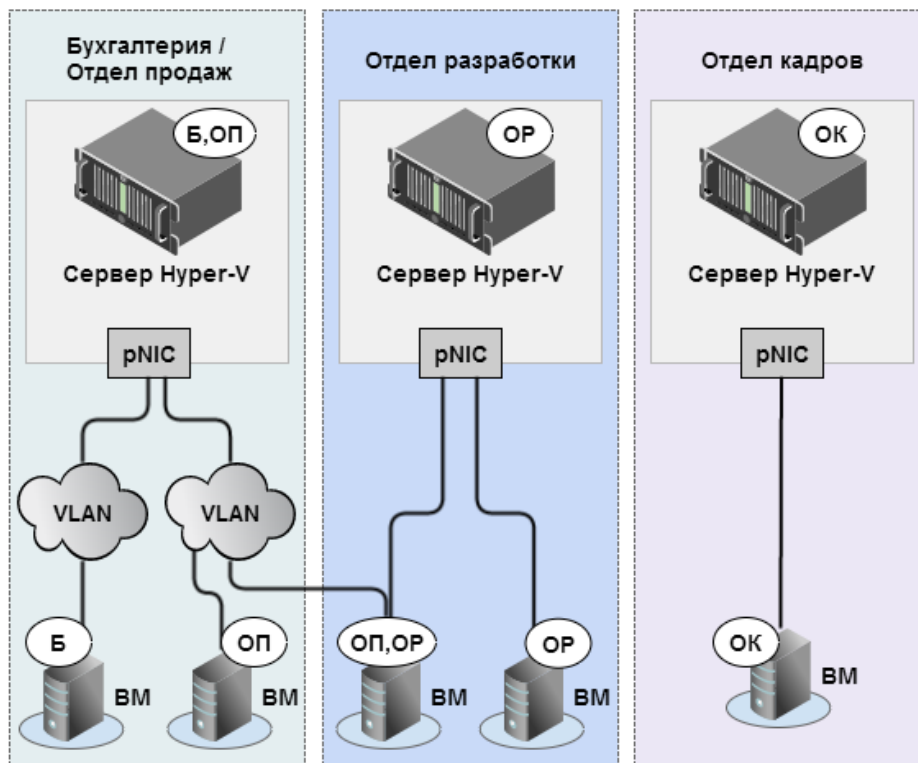 Бухгалтерия /
Отдел продаж
Отдел разработки
Отдел кадров
Б,ОП
ОР
ОК
Сервер Hyper-V
Сервер Hyper-V
Сервер Hyper-V
pNIC
pNIC
pNIC
VLAN
VLAN
Б
ОП
ОП,ОР
ОР
ОК
ВМ
ВМ
ВМ
ВМ
ВМ